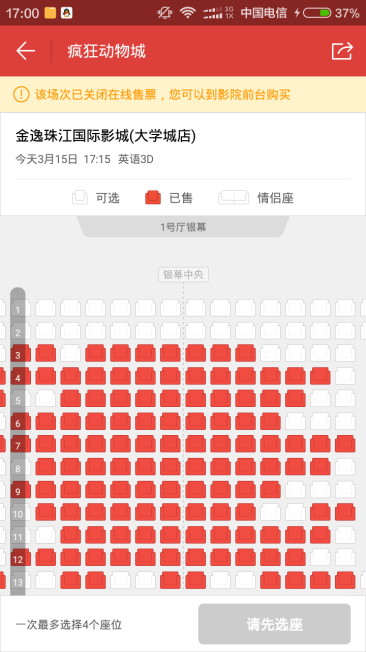 17:00 3G 1X 中国电信 37%
疯狂动物城
该场次已关闭在线售票，您可以到影院前台购买
金逸珠江国际影城(大学城店)
今天3月15日 17:15 英语3D
可选 已售 情侣座
1号厅银幕
银幕中央
1
2
3
4
5
6
7
8
9
10
11
12
13
一次最多选择4个座位
请先选座